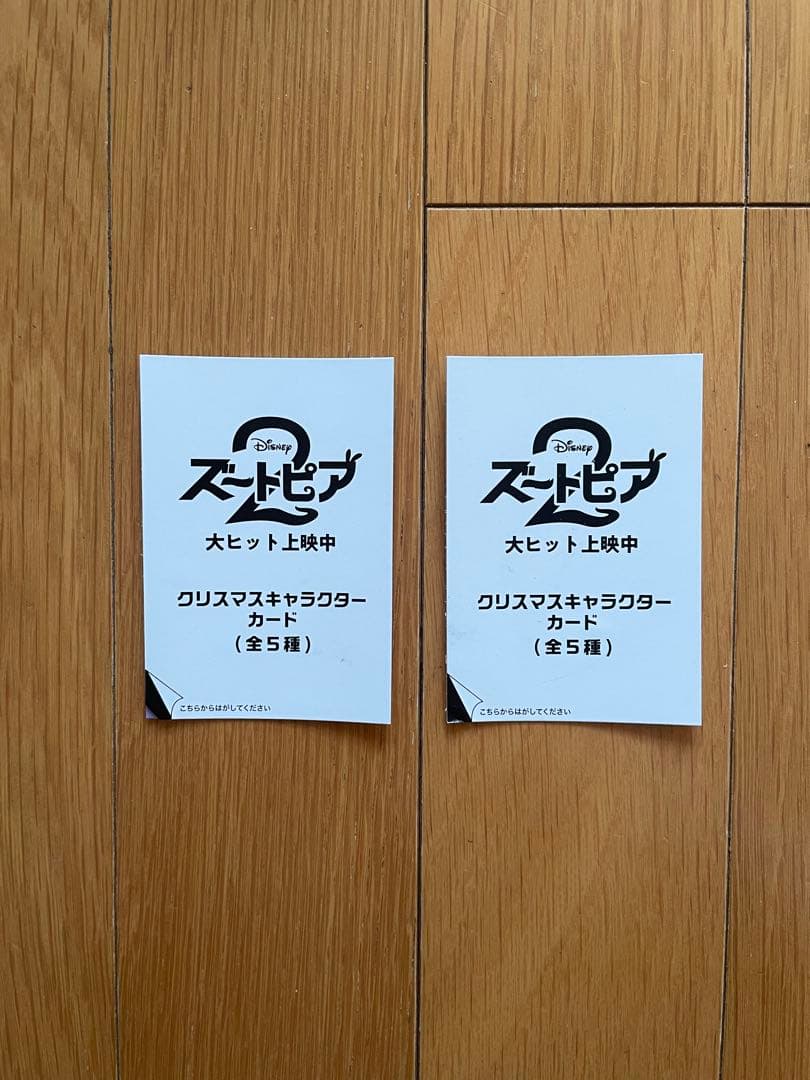 Disney
ズートピア
2
大ヒット上映中
クリスマスキャラクター
カード
(全5種)
こちらからはがしてください
Disney
ズートピア
2
大ヒット上映中
クリスマスキャラクター
カード
(全5種)
こちらからはがしてください